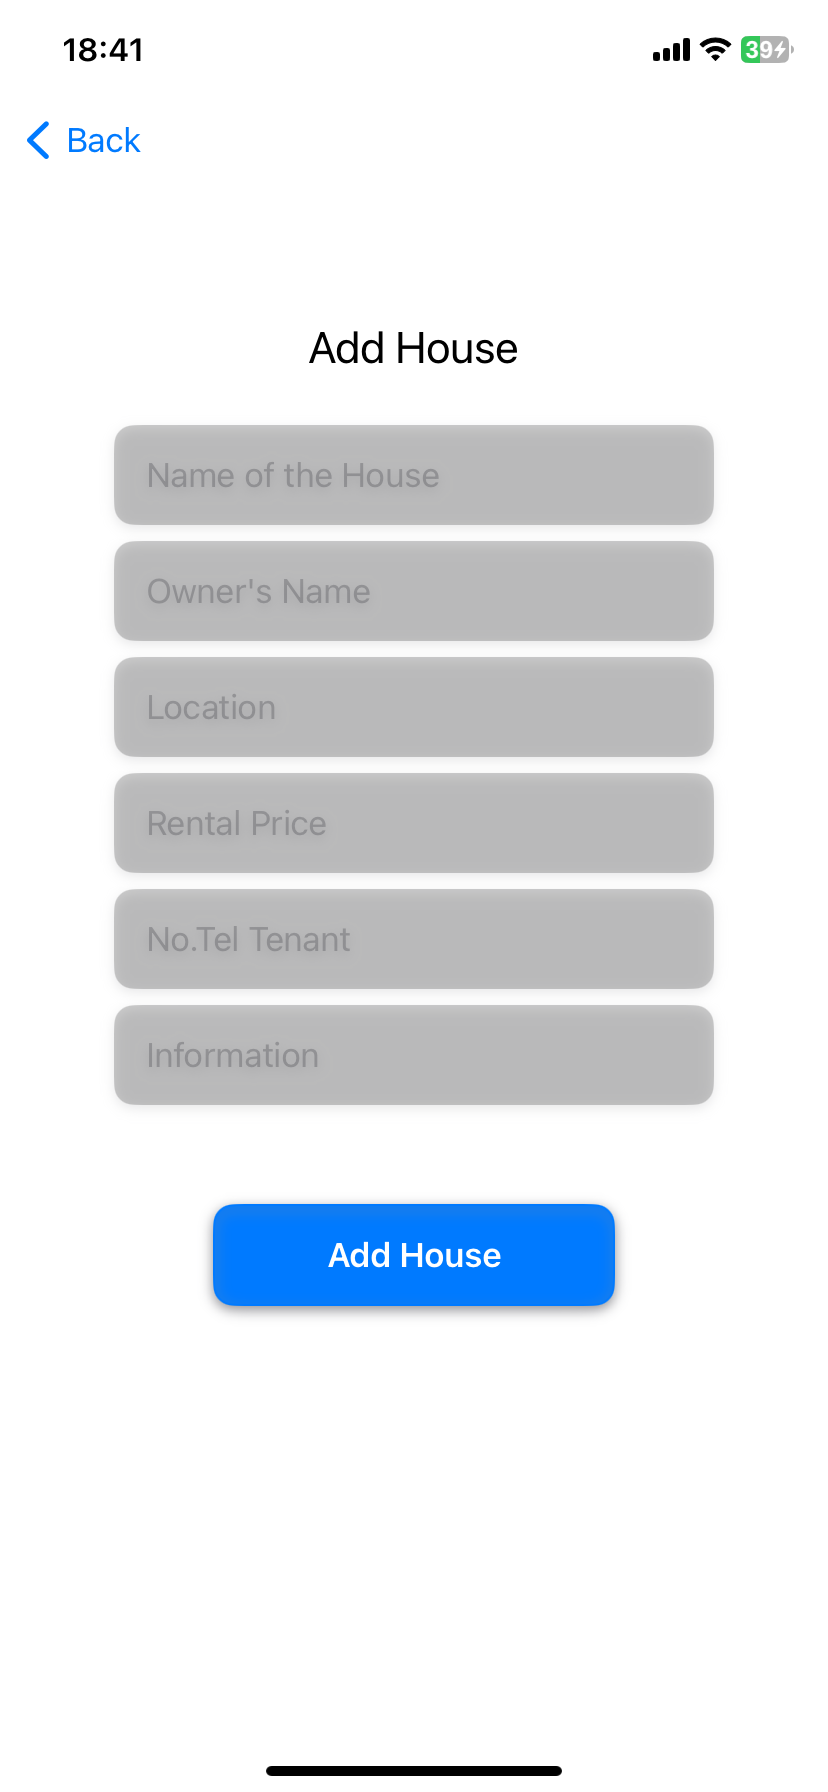 18:41
39
Back
Add House
Name of the House
Owner's Name
Location
Rental Price
No.Tel Tenant
Information
Add House